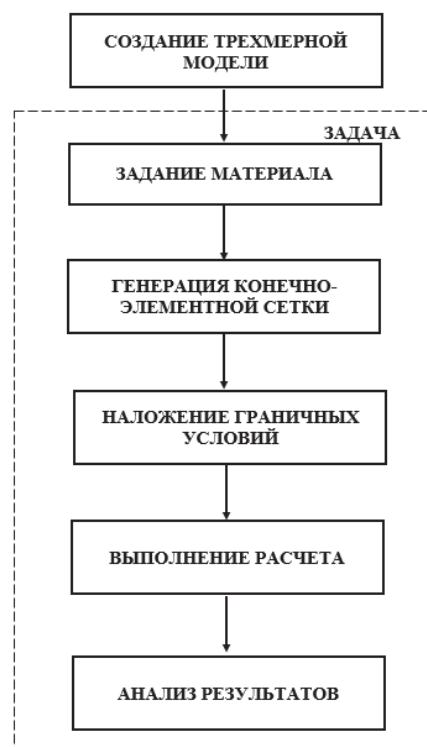 СОЗДАНИЕ ТРЕХМЕРНОЙ
МОДЕЛИ
ЗАДАЧА
ЗАДАНИЕ МАТЕРИАЛА
ГЕНЕРАЦИЯ КОНЕЧНО-
ЭЛЕМЕНТНОЙ СЕТКИ
НАЛОЖЕНИЕ ГРАНИЧНЫХ
УСЛОВИЙ
ВЫПОЛНЕНИЕ РАСЧЕТА
АНАЛИЗ РЕЗУЛЬТАТОВ